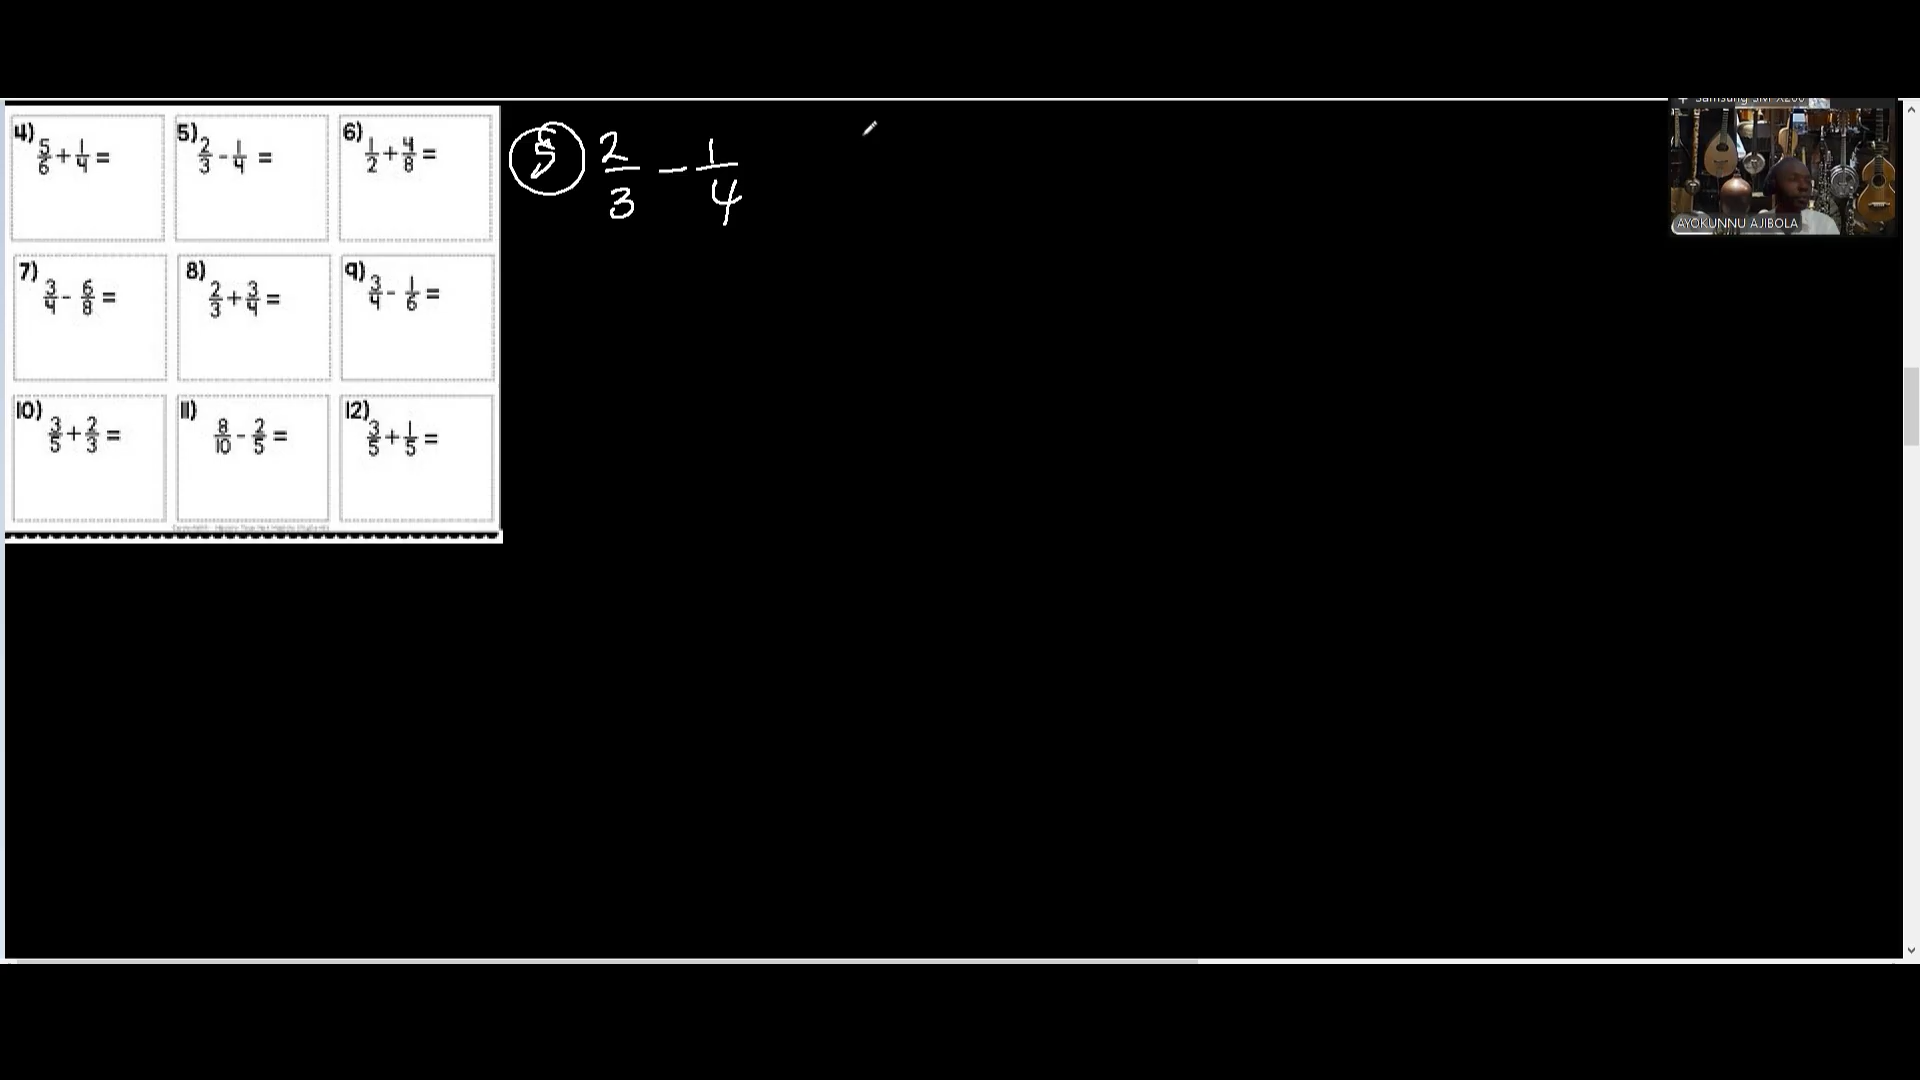 4) 5/6 + 1/4 =
5) 2/3 - 1/4 =
6) 1/2 + 4/8 =
7) 3/4 - 6/8 =
8) 2/3 + 3/4 =
9) 3/4 - 1/6 =
10) 3/5 + 2/3 =
11) 8/10 - 2/5 =
12) 3/5 + 1/5 =
5 2/3 - 1/4
AYOKUNNU AJIBOLA